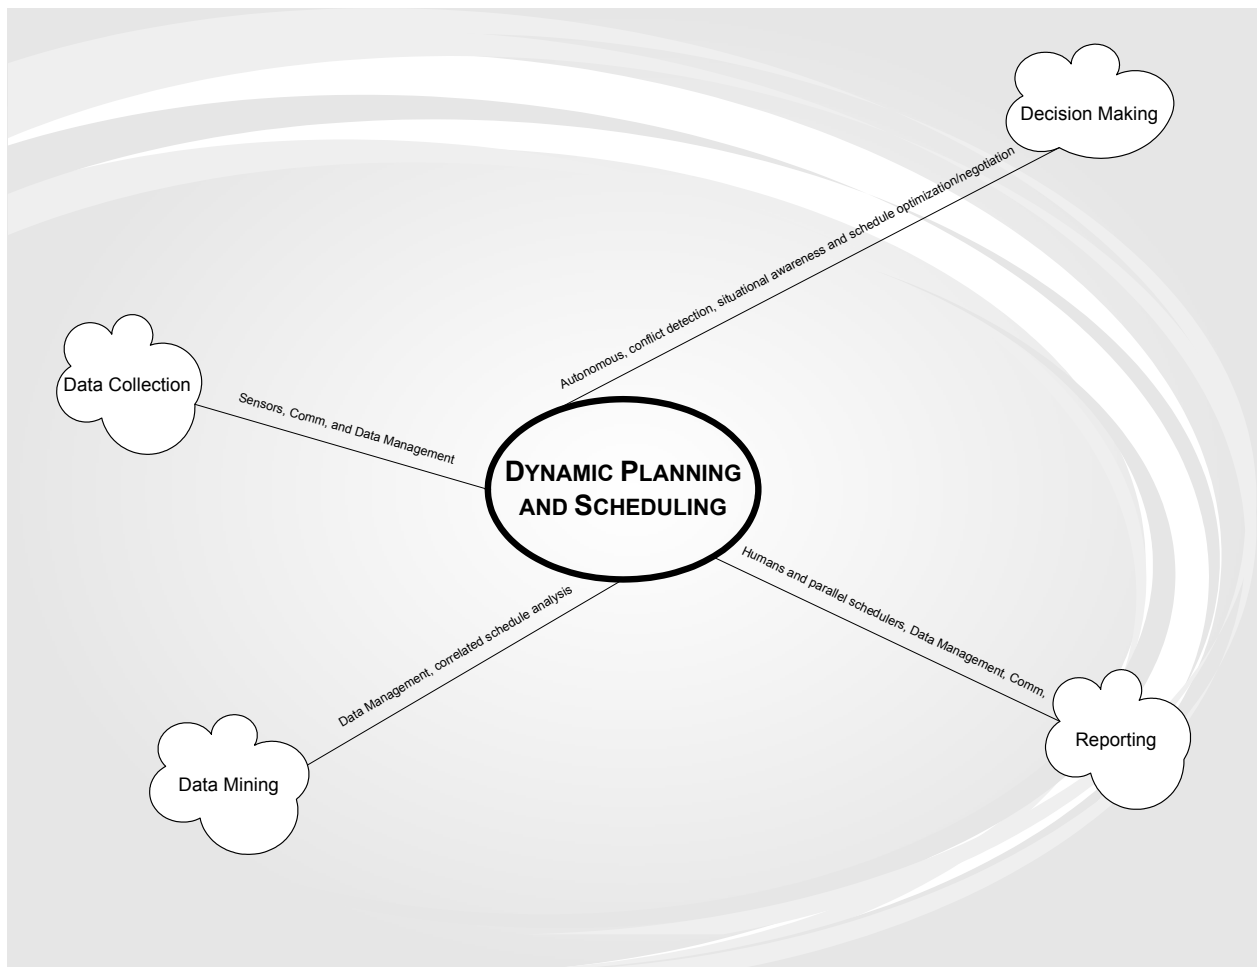 Decision Making
Autonomous, conflict detection, situational awareness and schedule optimization/negotiation
Data Collection
Sensors, Comm, and Data Management
DYNAMIC PLANNING
AND SCHEDULING
Humans and parallel schedulers, Data Management, Comm,
Data Management, correlated schedule analysis
Reporting
Data Mining